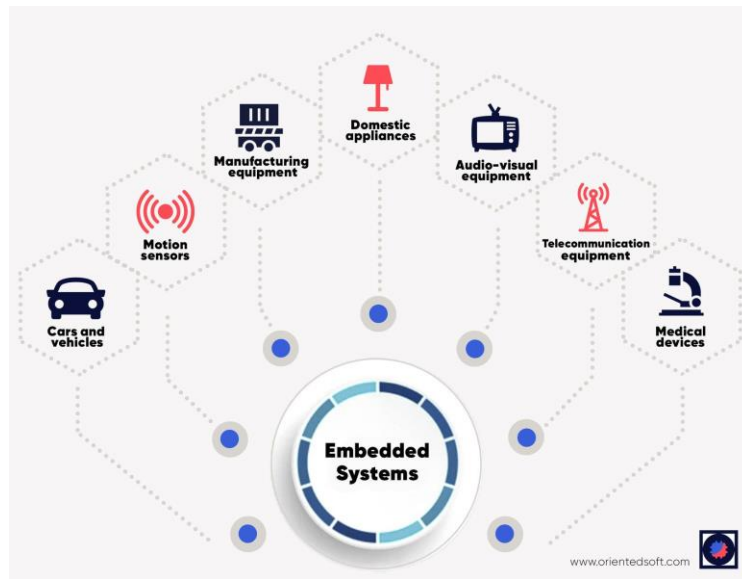 Domestic
appliances
Manufacturing
equipment
Audio-visual
equipment
Motion
sensors
Telecommunication
equipment
Cars and
vehicles
Medical
devices
Embedded
Systems
www.orientedsoft.com